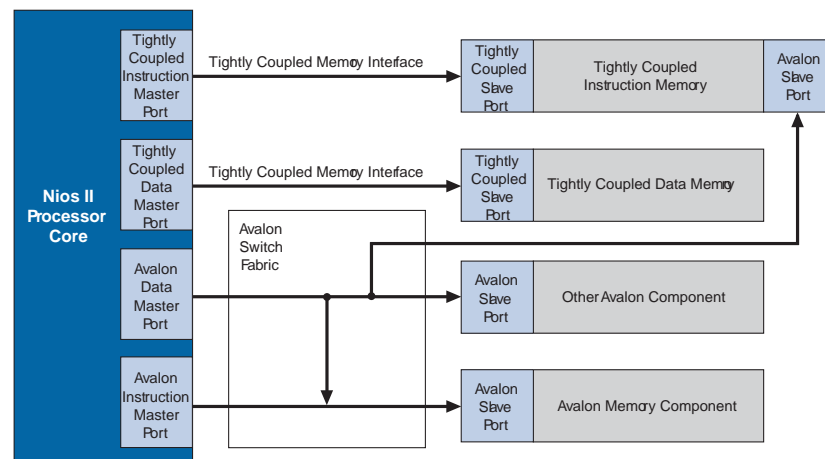 Nios II
Processor
Core
Tightly
Coupled
Instruction
Master
Port
Tightly Coupled Memory Interface
Tightly
Coupled
Slave
Port
Tightly Coupled
Instruction Memory
Avalon
Slave
Port
Tightly
Coupled
Data
Master
Port
Tightly Coupled Memory Interface
Tightly
Coupled
Slave
Port
Tightly Coupled Data Memory
Avalon
Switch
Fabric
Avalon
Data
Master
Port
Avalon
Slave
Port
Other Avalon Component
Avalon
Instruction
Master
Port
Avalon
Slave
Port
Avalon Memory Component